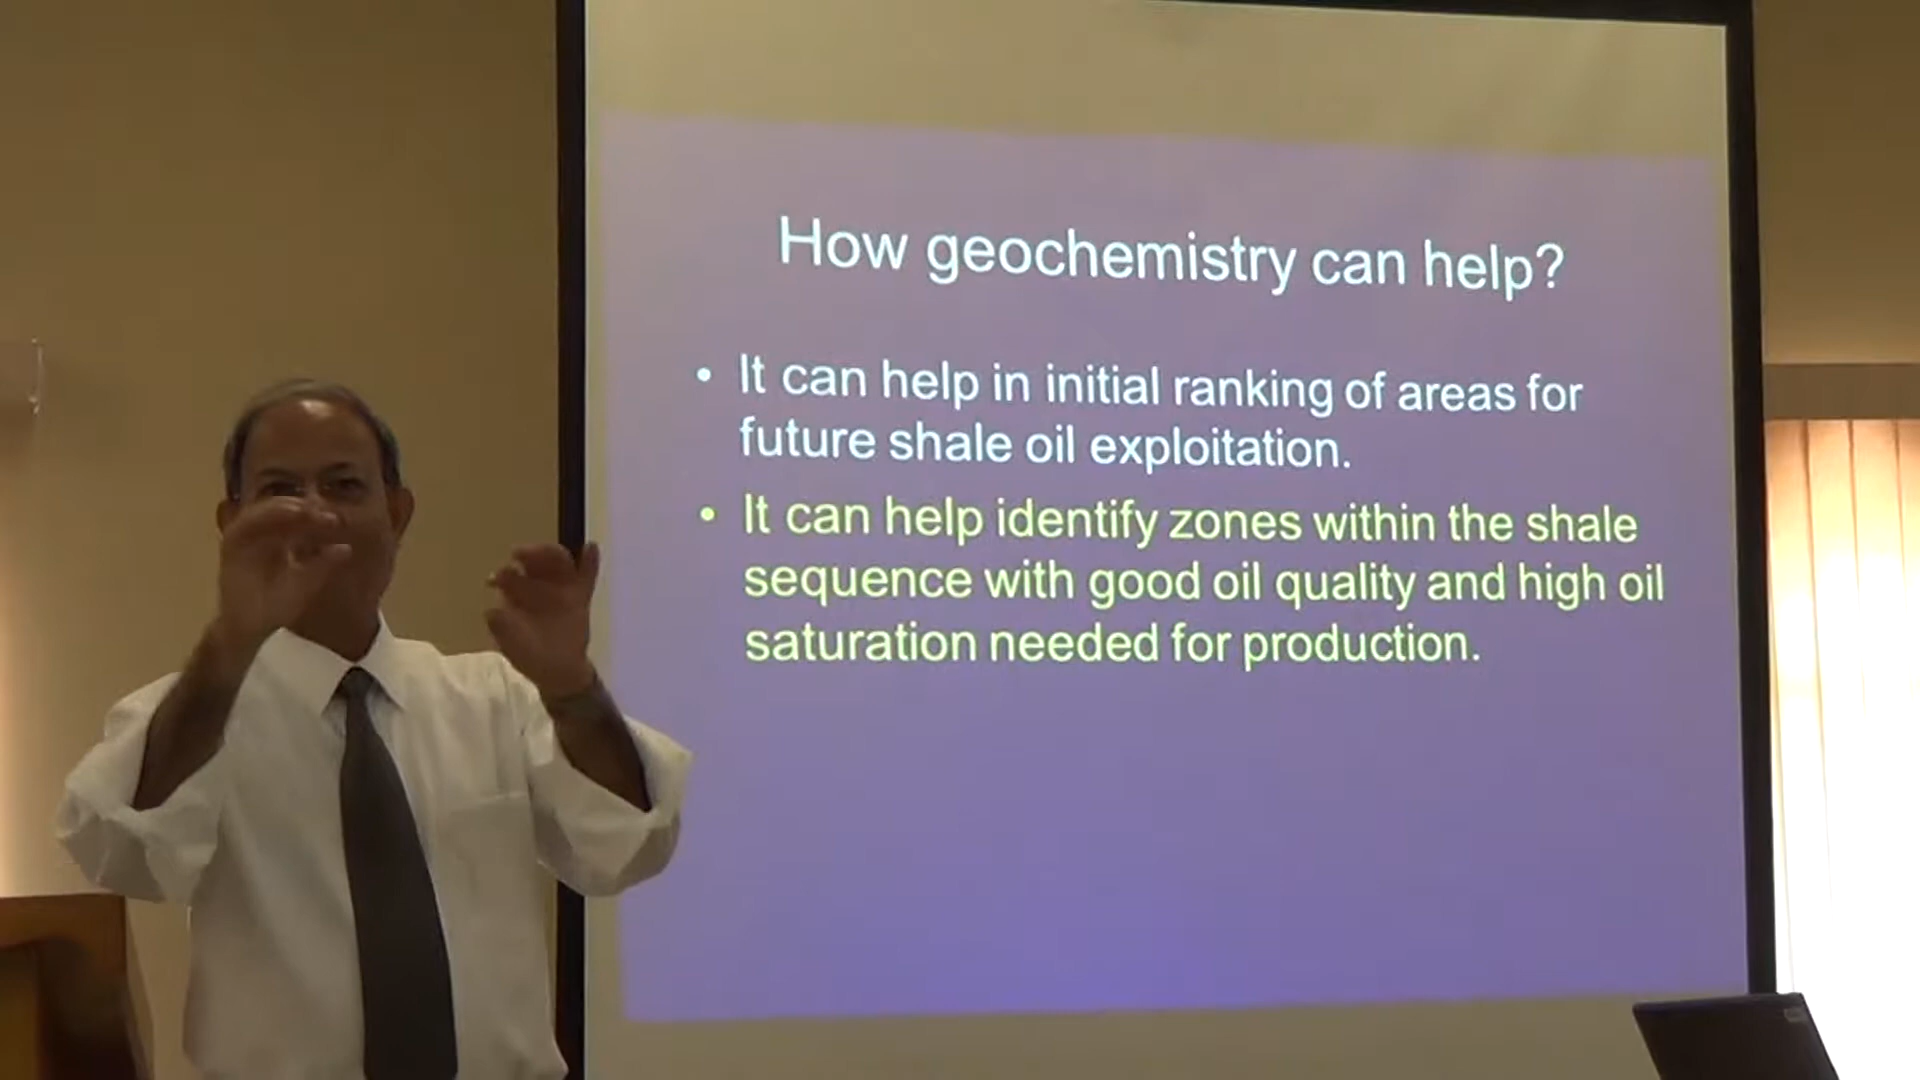 How geochemistry can help?
• It can help in initial ranking of areas for
future shale oil exploitation.
• It can help identify zones within the shale
sequence with good oil quality and high oil
saturation needed for production.